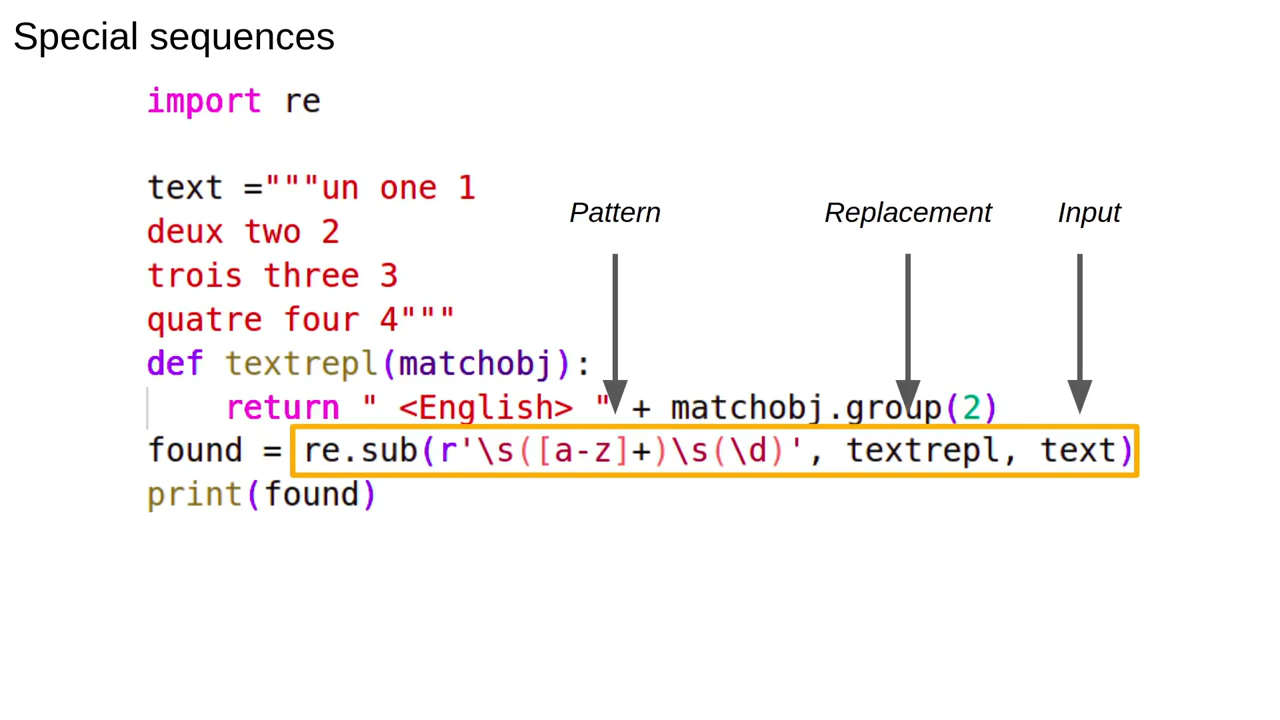 Special sequences
import re
text ="""un one 1
deux two 2
trois three 3
quatre four 4"""
Pattern
Replacement
Input
def textrepl(matchobj):
    return " <English> " + matchobj.group(2)
found = re.sub(r'\s([a-z]+)\s(\d)', textrepl, text)
print(found)